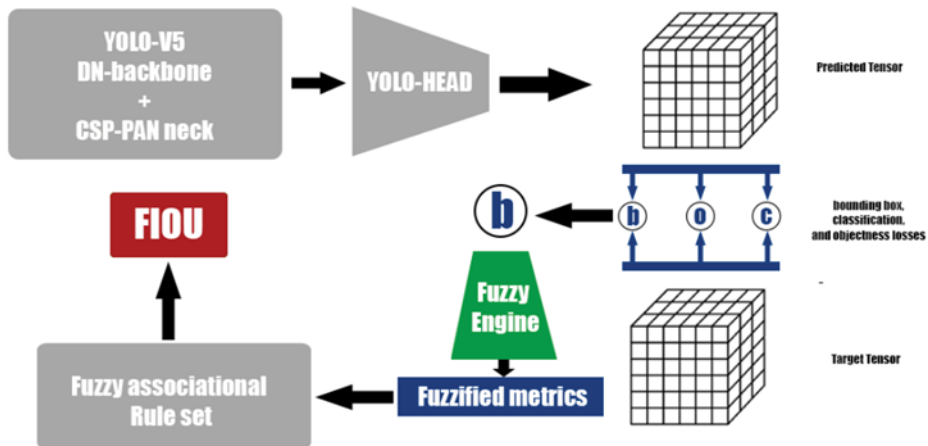 YOLO-V5
DN-backbone
+
CSP-PAN neck
YOLO-HEAD
Predicted Tensor
FIOU
b
b
o
c
bounding box,
classification,
and objectness losses
Fuzzy
Engine
Target Tensor
Fuzzy associational
Rule set
Fuzzified metrics